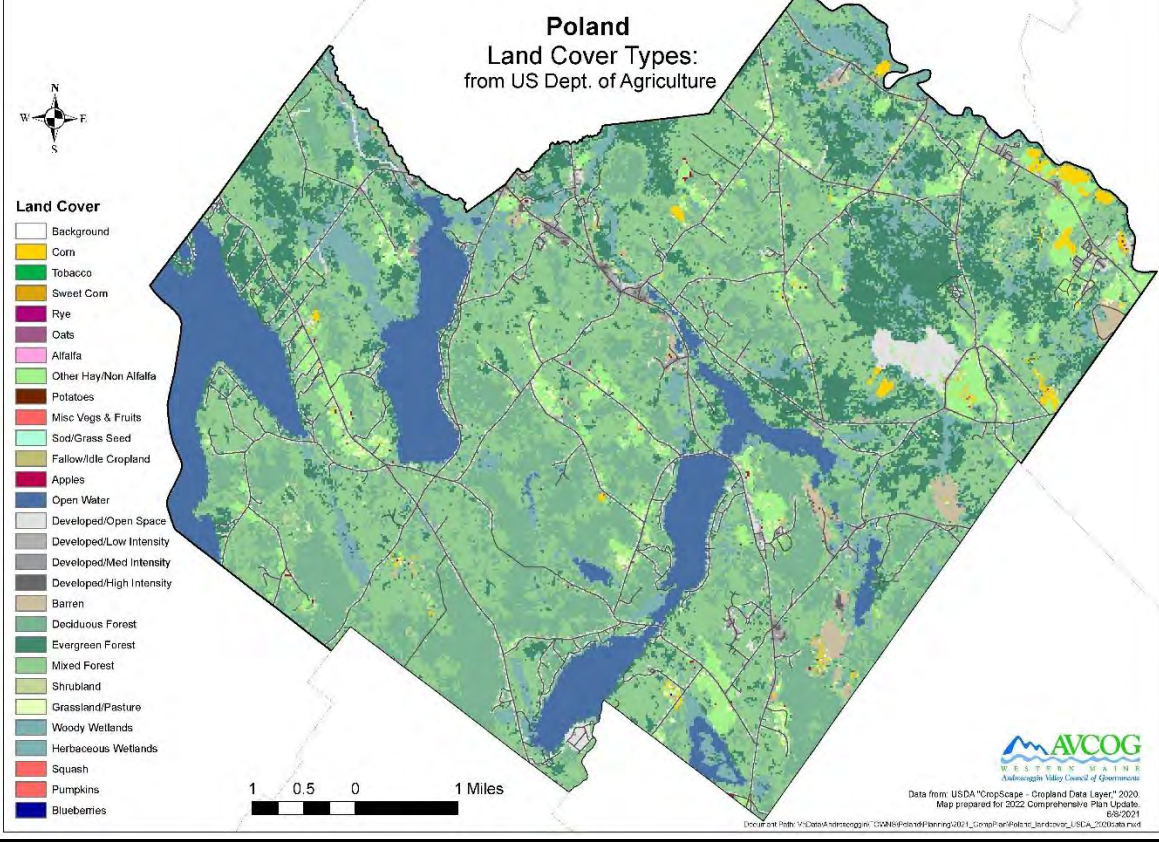 Poland
Land Cover Types:
from US Dept. of Agriculture
N
W E
S
Land Cover
Background
Corn
Tobacco
Sweet Corn
Rye
Oats
Alfalfa
Other Hay/Non Alfalfa
Potatoes
Misc Vegs & Fruits
Sod/Grass Seed
Fallow/Idle Cropland
Apples
Open Water
Developed/Open Space
Developed/Low Intensity
Developed/Med Intensity
Developed/High Intensity
Barren
Deciduous Forest
Evergreen Forest
Mixed Forest
Shrubland
Grassland/Pasture
Woody Wetlands
Herbaceous Wetlands
Squash
Pumpkins
Blueberries
1 0.5 0 1 Miles
AVCOG
WESTERN MAINE
Androscoggin Valley Council of Governments
Data from: USDA "CropScape - Cropland Data Layer," 2020.
Map prepared for 2022 Comprehensive Plan Update.
6/8/2021
Document Path: